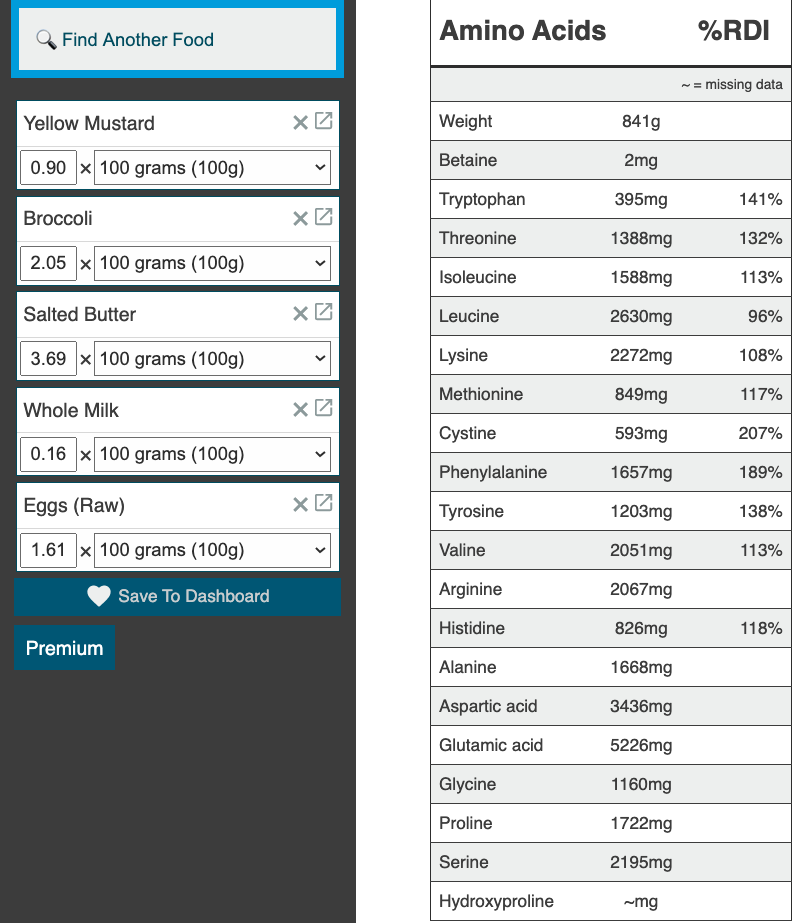 Find Another Food
Yellow Mustard
0.90 × 100 grams (100g)
Broccoli
2.05 × 100 grams (100g)
Salted Butter
3.69 × 100 grams (100g)
Whole Milk
0.16 × 100 grams (100g)
Eggs (Raw)
1.61 × 100 grams (100g)
Save To Dashboard
Premium
Amino Acids %RDI
~ = missing data
Weight 841g
Betaine 2mg
Tryptophan 395mg 141%
Threonine 1388mg 132%
Isoleucine 1588mg 113%
Leucine 2630mg 96%
Lysine 2272mg 108%
Methionine 849mg 117%
Cystine 593mg 207%
Phenylalanine 1657mg 189%
Tyrosine 1203mg 138%
Valine 2051mg 113%
Arginine 2067mg
Histidine 826mg 118%
Alanine 1668mg
Aspartic acid 3436mg
Glutamic acid 5226mg
Glycine 1160mg
Proline 1722mg
Serine 2195mg
Hydroxyproline ~mg